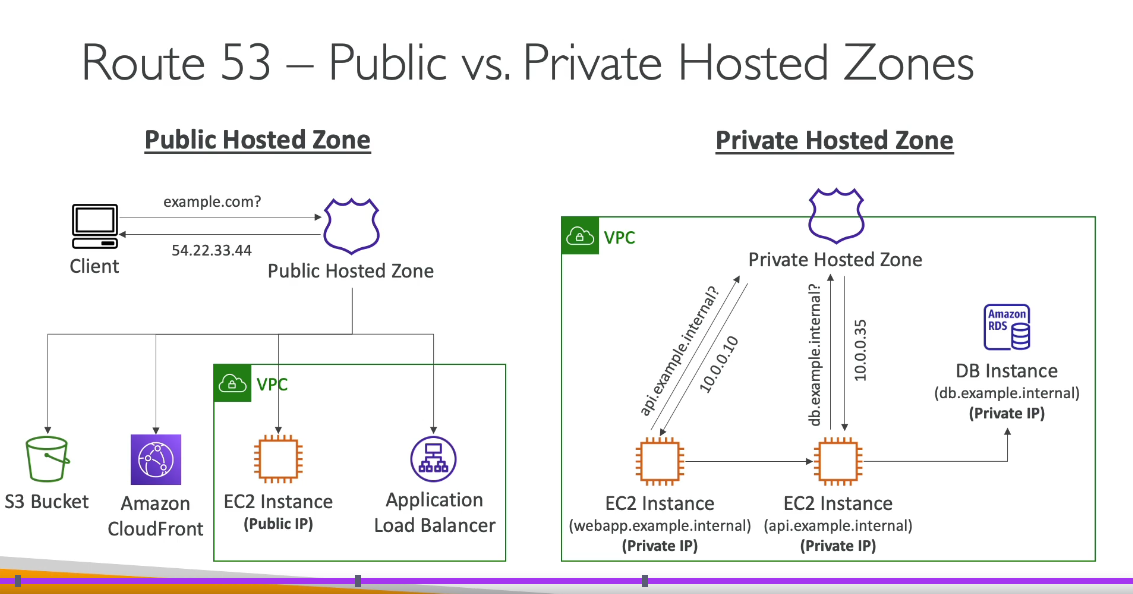 Route 53 – Public vs. Private Hosted Zones
Public Hosted Zone
example.com?
54.22.33.44
Client
Public Hosted Zone
VPC
S3 Bucket
Amazon
CloudFront
EC2 Instance
(Public IP)
Application
Load Balancer
Private Hosted Zone
VPC
Private Hosted Zone
api.example.internal?
10.0.0.10
db.example.internal?
10.0.0.35
Amazon
RDS
DB Instance
(db.example.internal)
(Private IP)
EC2 Instance
(webapp.example.internal)
(Private IP)
EC2 Instance
(api.example.internal)
(Private IP)